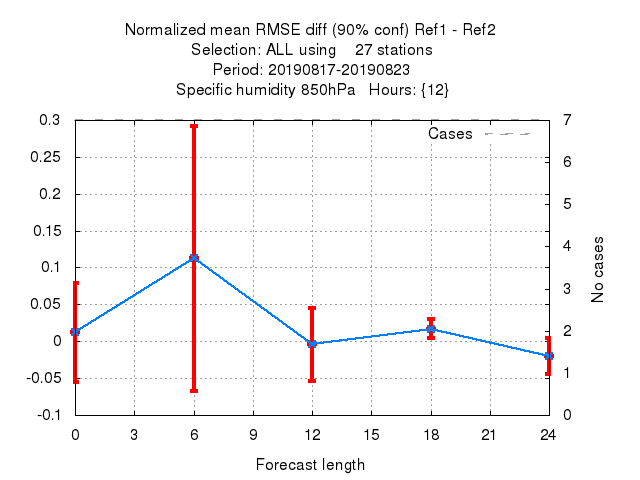 Normalized mean RMSE diff (90% conf) Ref1 - Ref2
Selection: ALL using    27 stations
Period: 20190817-20190823
Specific humidity 850hPa   Hours: {12}
Cases
0.3
0.25
0.2
0.15
0.1
0.05
0
-0.05
-0.1
7
6
5
4
3
2
1
0
No cases
0 3 6 9 12 15 18 21 24
Forecast length